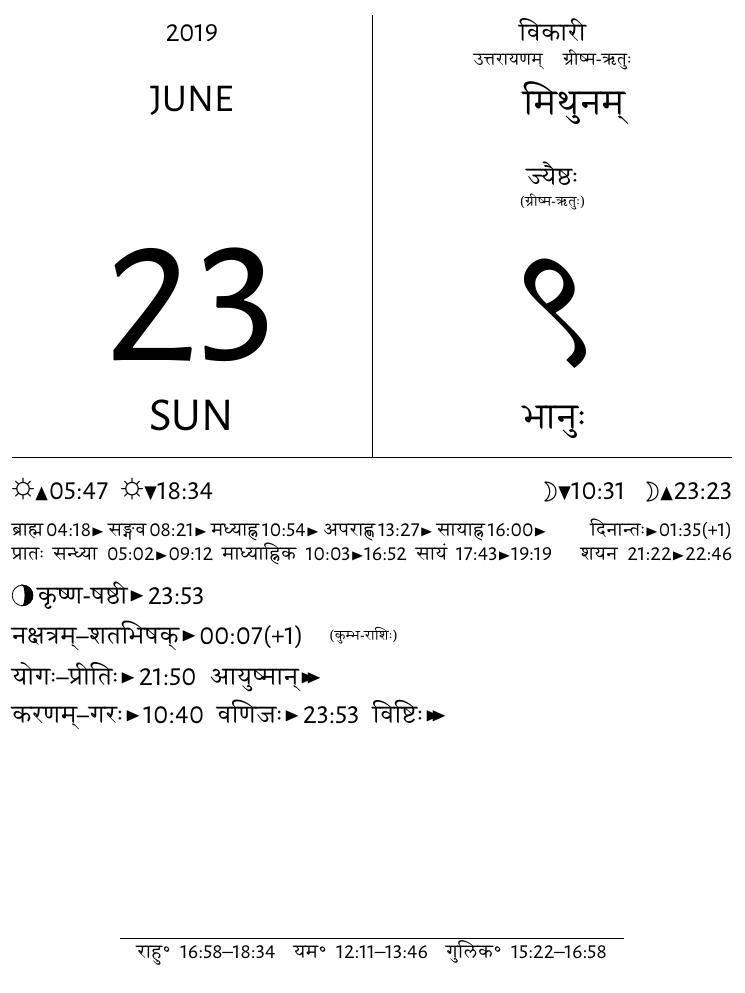 2019
JUNE
23
SUN
विकारी
उत्तरायणम् ग्रीष्म-ऋतुः
मिथुनम्
ज्यैष्ठः
(ग्रीष्म-ऋतुः)
९
भानुः
☼▲05:47 ☼▼18:34 ☽▼10:31 ☽▲23:23
ब्राह्म 04:18► सङ्गव 08:21► मध्याह्न 10:54► अपराह्ण 13:27► सायाह्न 16:00► दिनान्तः►01:35(+1)
प्रातः सन्ध्या 05:02►09:12 माध्याह्निक 10:03►16:52 सायं 17:43►19:19 शयन 21:22►22:46
🌖कृष्ण-षष्ठी►23:53
नक्षत्रम्–शतभिषक्►00:07(+1) (कुम्भ-राशिः)
योगः–प्रीतिः►21:50 आयुष्मान्►►
करणम्–गरः►10:40 वणिजः►23:53 विष्टिः►►
राहु° 16:58–18:34 यम° 12:11–13:46 गुलिक° 15:22–16:58